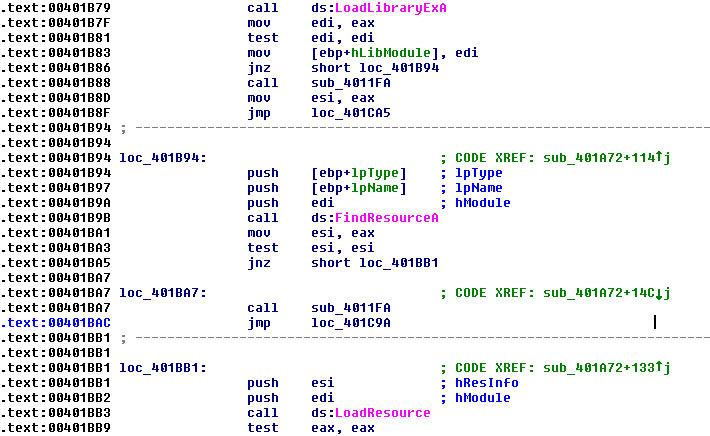 .text:00401B79 call ds:LoadLibraryExA
.text:00401B7F mov edi, eax
.text:00401B81 test edi, edi
.text:00401B83 mov [ebp+hLibModule], edi
.text:00401B86 jnz short loc_401B94
.text:00401B88 call sub_4011FA
.text:00401B8D mov esi, eax
.text:00401B8F jmp loc_401CA5
.text:00401B94 ; ---------------------------------------------------------------------------
.text:00401B94
.text:00401B94 loc_401B94: ; CODE XREF: sub_401A72+114↑j
.text:00401B94 push [ebp+lpType] ; lpType
.text:00401B97 push [ebp+lpName] ; lpName
.text:00401B9A push edi ; hModule
.text:00401B9B call ds:FindResourceA
.text:00401BA1 mov esi, eax
.text:00401BA3 test esi, esi
.text:00401BA5 jnz short loc_401BB1
.text:00401BA7
.text:00401BA7 loc_401BA7: ; CODE XREF: sub_401A72+14C↓j
.text:00401BA7 call sub_4011FA
.text:00401BAC jmp loc_401C9A
.text:00401BB1 ; ---------------------------------------------------------------------------
.text:00401BB1
.text:00401BB1 loc_401BB1: ; CODE XREF: sub_401A72+133↑j
.text:00401BB1 push esi ; hResInfo
.text:00401BB2 push edi ; hModule
.text:00401BB3 call ds:LoadResource
.text:00401BB9 test eax, eax